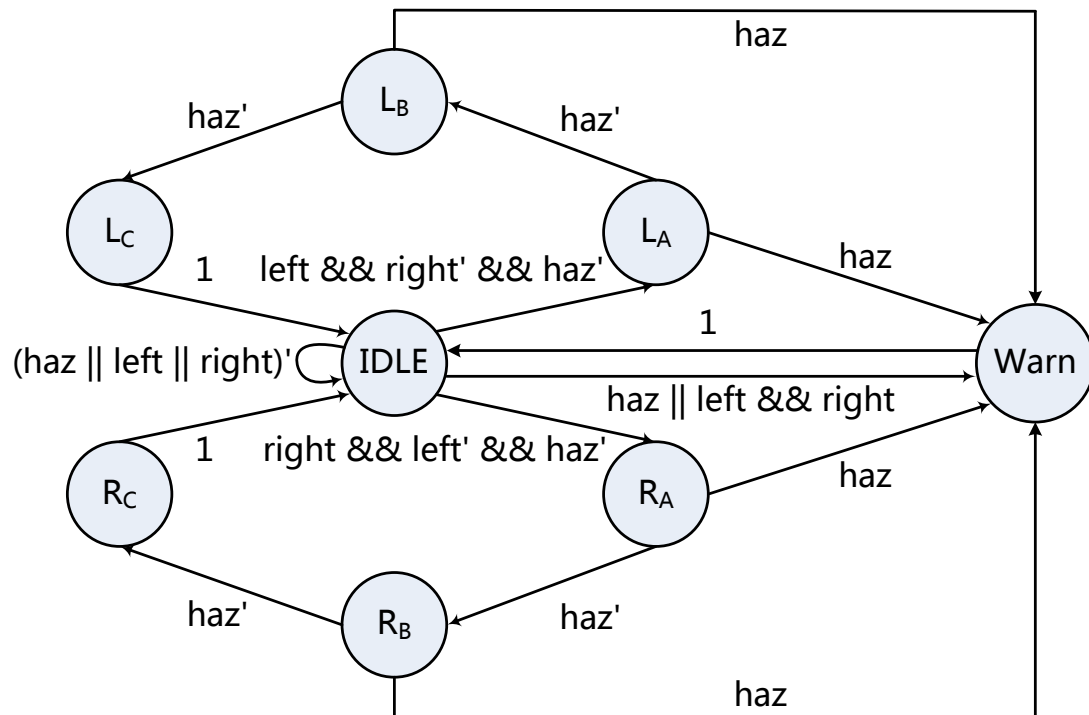 haz
L_B
haz'
haz'
L_C
L_A
1
left && right' && haz'
haz
1
(haz || left || right)'
IDLE
Warn
haz || left && right
1
right && left' && haz'
haz
R_C
R_A
haz'
R_B
haz'
haz